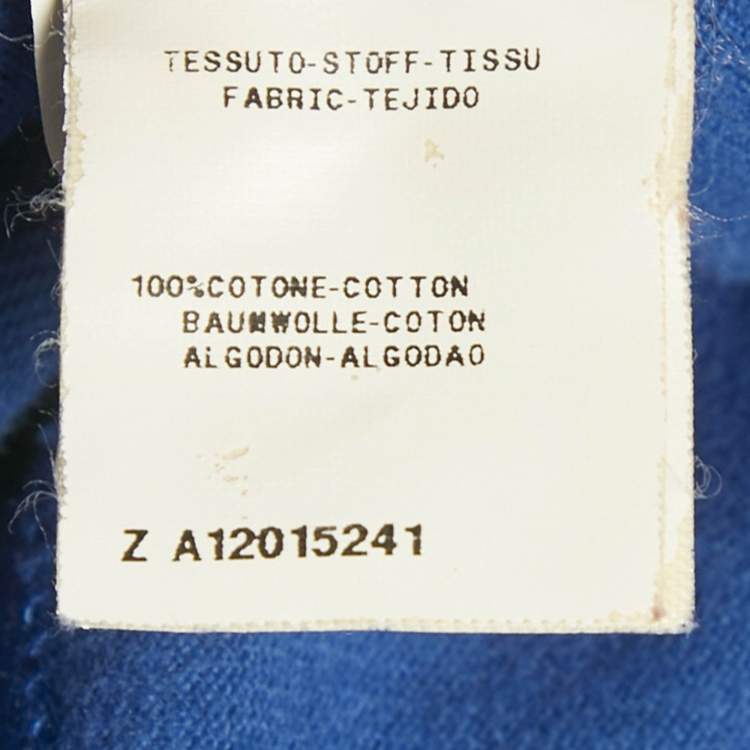 TESSUTO-STOFF-TISSU
FABRIC-TEJIDO
100%COTONE-COTTON
BAUMWOLLE-COTON
ALGODON-ALGODAO
Z A12015241